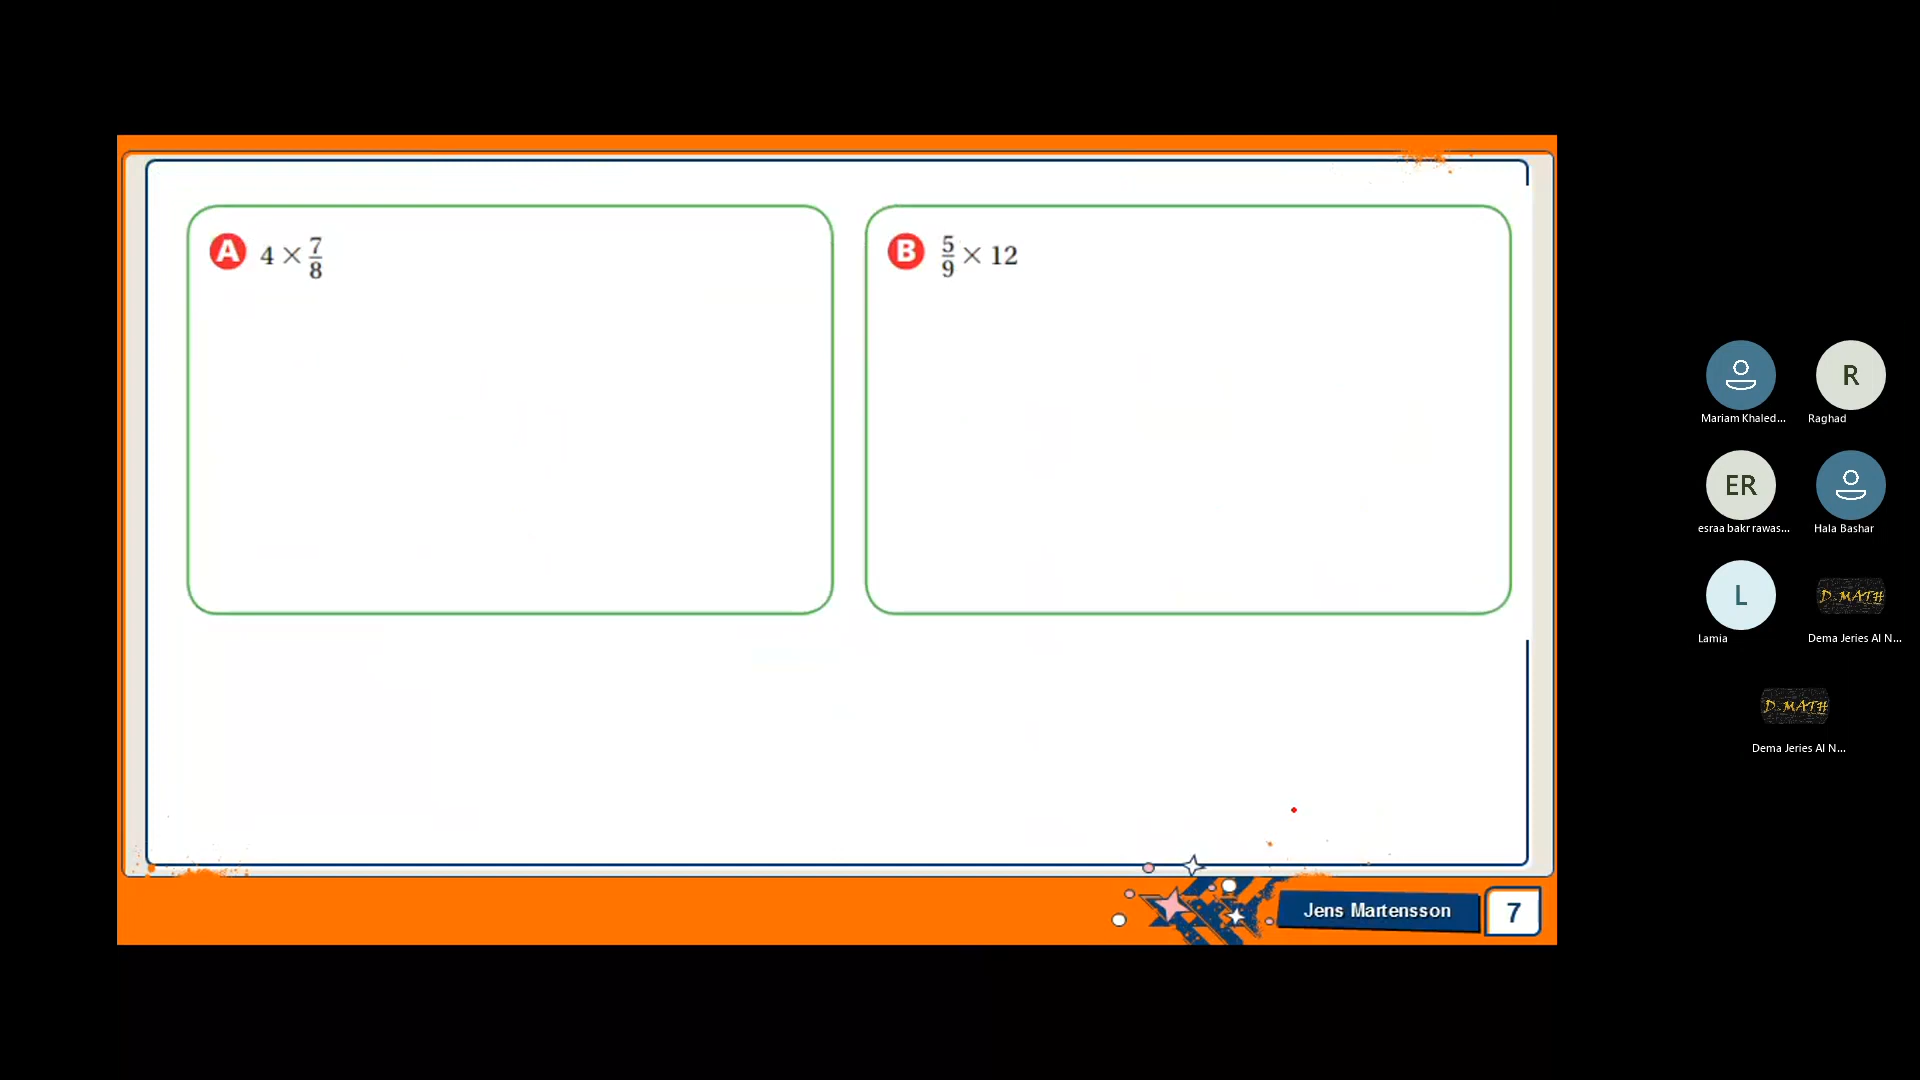 A 4 × 7/8
B 5/9 × 12
Jens Martensson
7
Mariam Khaled...
R
Raghad
ER
esraa bakr rawas...
Hala Bashar
L
Lamia
D. MATH
Dema Jeries Al N...
D. MATH
Dema Jeries Al N...